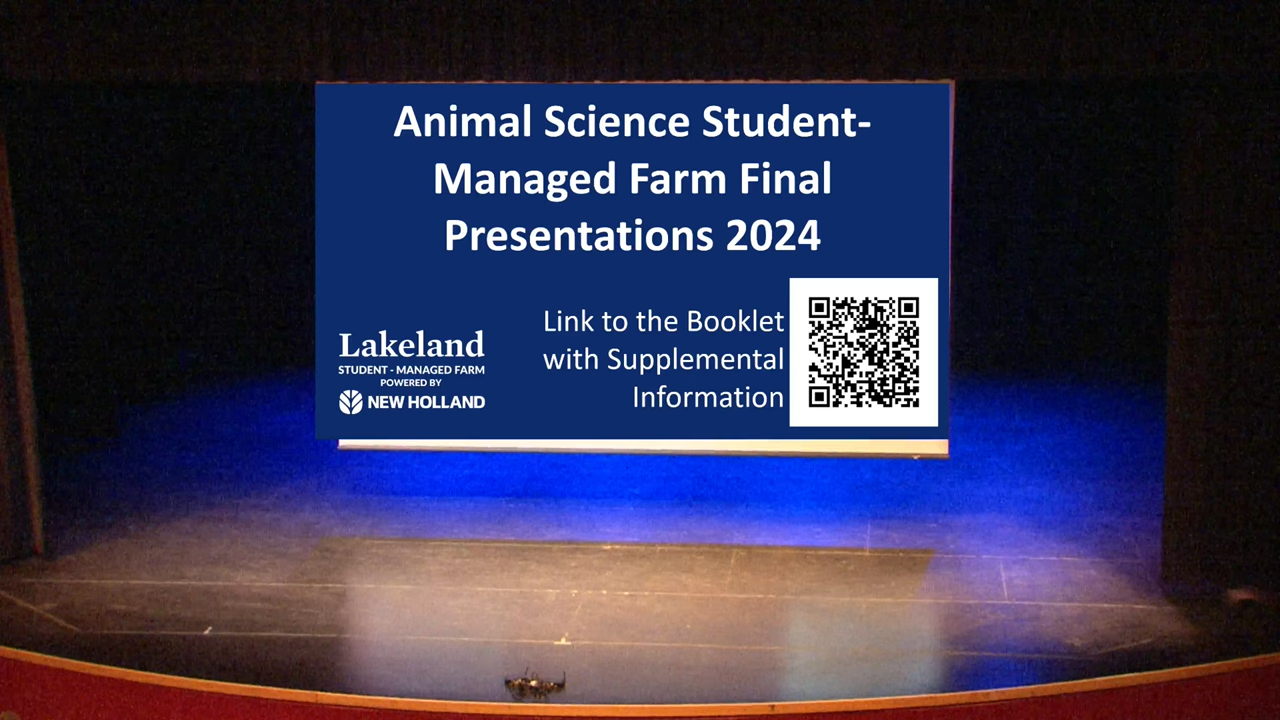 Animal Science Student-
Managed Farm Final
Presentations 2024
Link to the Booklet
with Supplemental
Information
Lakeland
STUDENT - MANAGED FARM
POWERED BY
NEW HOLLAND